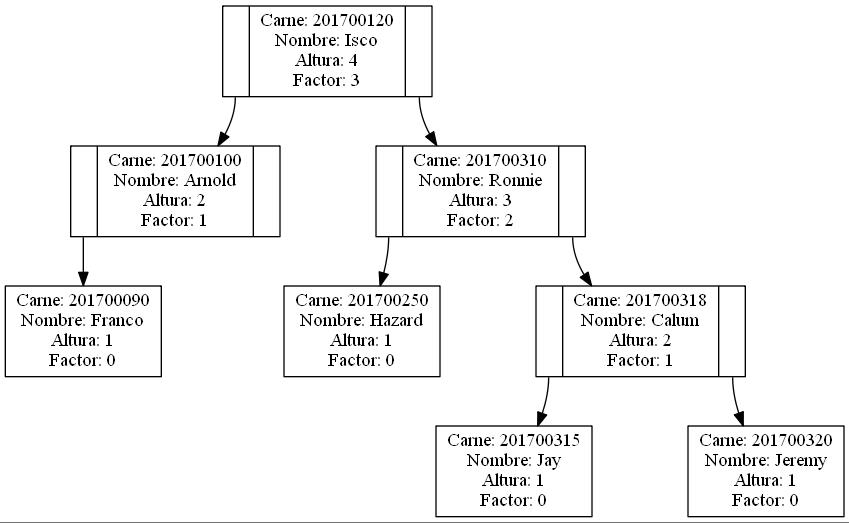 Carne: 201700120
Nombre: Isco
Altura: 4
Factor: 3
Carne: 201700100
Nombre: Arnold
Altura: 2
Factor: 1
Carne: 201700310
Nombre: Ronnie
Altura: 3
Factor: 2
Carne: 201700090
Nombre: Franco
Altura: 1
Factor: 0
Carne: 201700250
Nombre: Hazard
Altura: 1
Factor: 0
Carne: 201700318
Nombre: Calum
Altura: 2
Factor: 1
Carne: 201700315
Nombre: Jay
Altura: 1
Factor: 0
Carne: 201700320
Nombre: Jeremy
Altura: 1
Factor: 0